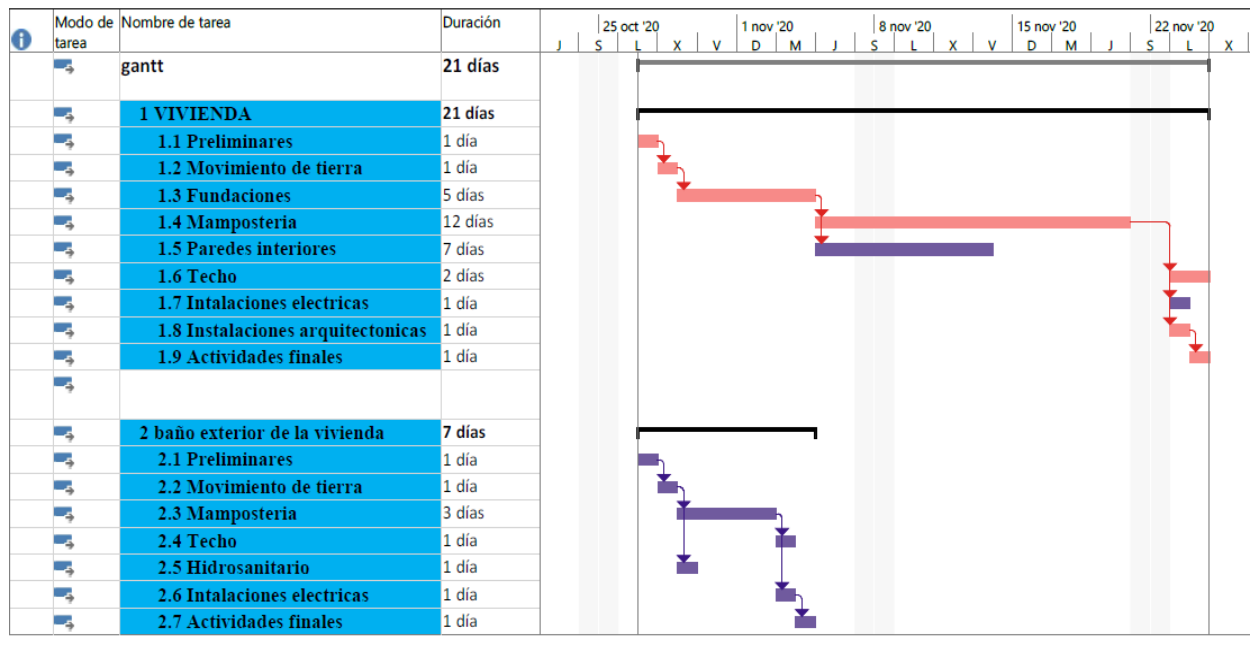 Modo de tarea Nombre de tarea Duración 25 oct '20 1 nov '20 8 nov '20 15 nov '20 22 nov '20
J S L X V D M J S L X V D M J S L X
gantt 21 días
1 VIVIENDA 21 días
1.1 Preliminares 1 día
1.2 Movimiento de tierra 1 día
1.3 Fundaciones 5 días
1.4 Mamposteria 12 días
1.5 Paredes interiores 7 días
1.6 Techo 2 días
1.7 Intalaciones electricas 1 día
1.8 Instalaciones arquitectonicas 1 día
1.9 Actividades finales 1 día
2 baño exterior de la vivienda 7 días
2.1 Preliminares 1 día
2.2 Movimiento de tierra 1 día
2.3 Mamposteria 3 días
2.4 Techo 1 día
2.5 Hidrosanitario 1 día
2.6 Intalaciones electricas 1 día
2.7 Actividades finales 1 día